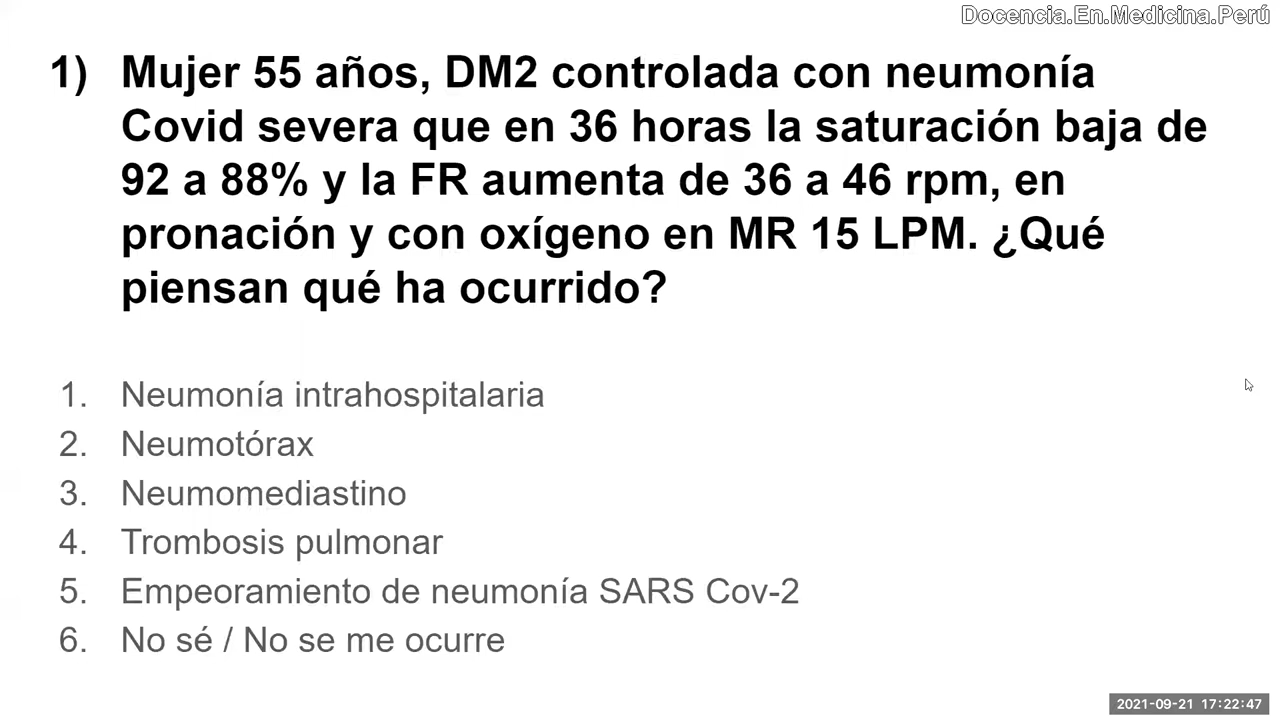 Docencia.En.Medicina.Perú
1) Mujer 55 años, DM2 controlada con neumonía
Covid severa que en 36 horas la saturación baja de
92 a 88% y la FR aumenta de 36 a 46 rpm, en
pronación y con oxígeno en MR 15 LPM. ¿Qué
piensan qué ha ocurrido?
1. Neumonía intrahospitalaria
2. Neumotórax
3. Neumomediastino
4. Trombosis pulmonar
5. Empeoramiento de neumonía SARS Cov-2
6. No sé / No se me ocurre
2021-09-21 17:22:47